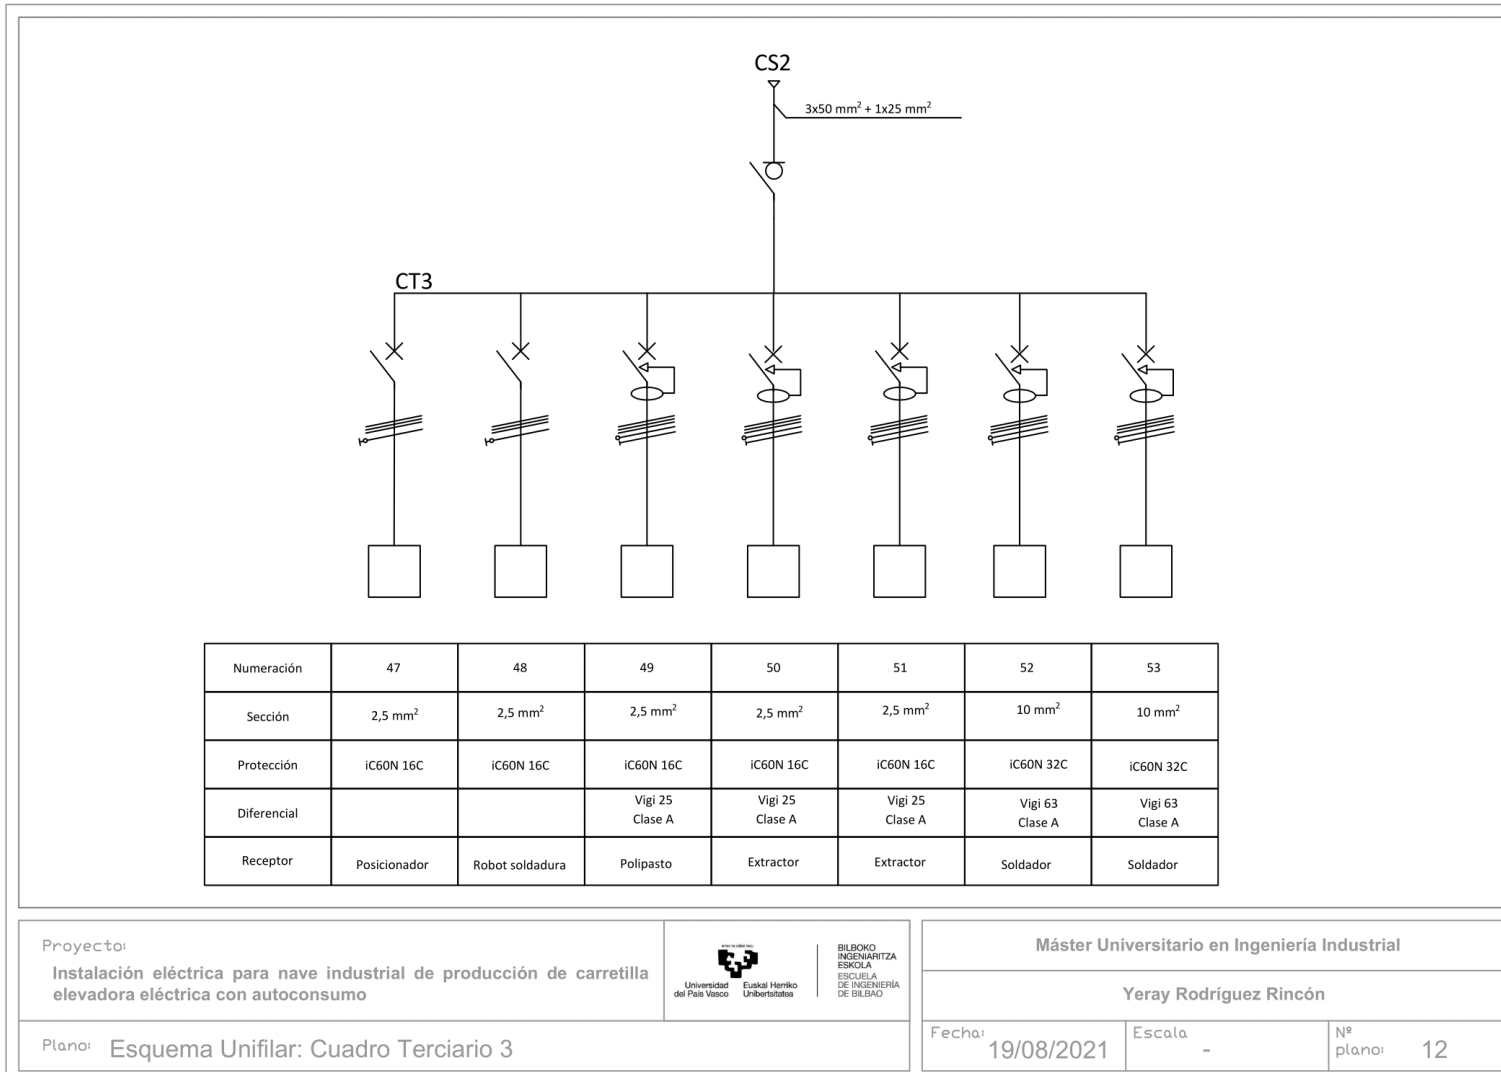 CS2
3x50 mm² + 1x25 mm²
CT3
Numeración 47 48 49 50 51 52 53
Sección 2,5 mm² 2,5 mm² 2,5 mm² 2,5 mm² 2,5 mm² 10 mm² 10 mm²
Protección iC60N 16C iC60N 16C iC60N 16C iC60N 16C iC60N 16C iC60N 32C iC60N 32C
Diferencial Vigi 25 Clase A Vigi 25 Clase A Vigi 25 Clase A Vigi 63 Clase A Vigi 63 Clase A
Receptor Posicionador Robot soldadura Polipasto Extractor Extractor Soldador Soldador
Proyecto:
Instalación eléctrica para nave industrial de producción de carretilla
elevadora eléctrica con autoconsumo
Universidad del País Vasco
Euskal Herriko Unibertsitatea
BILBOKO
INGENIARITZA
ESKOLA
ESCUELA
DE INGENIERÍA
DE BILBAO
Plano: Esquema Unifilar: Cuadro Terciario 3
Máster Universitario en Ingeniería Industrial
Yeray Rodríguez Rincón
Fecha: 19/08/2021
Escala -
Nº plano: 12